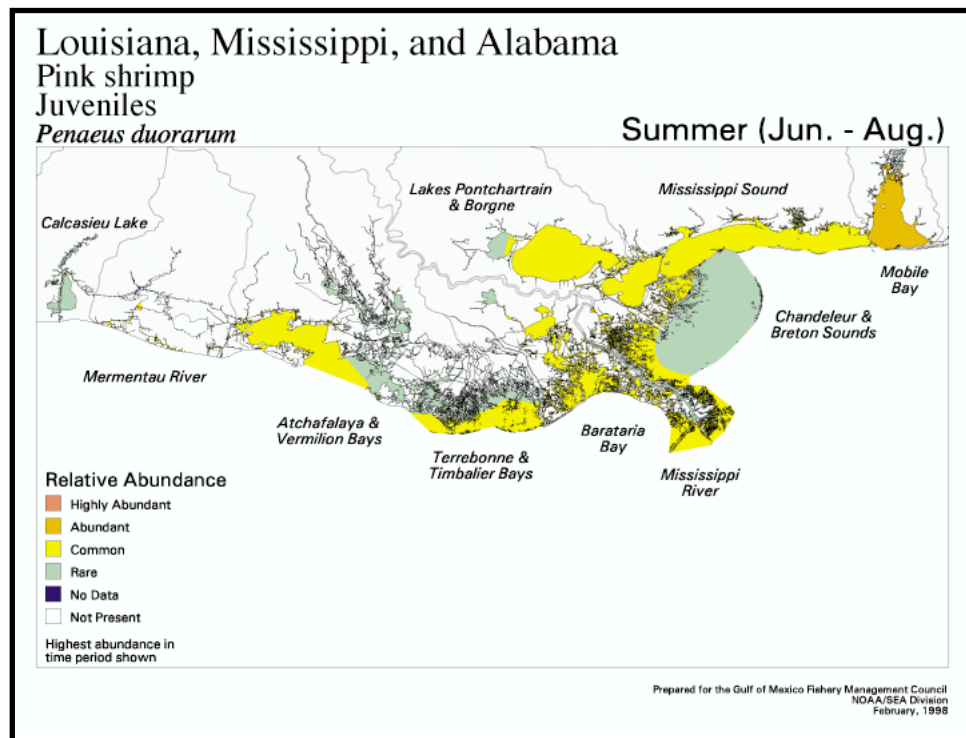 Louisiana, Mississippi, and Alabama
Pink shrimp
Juveniles
Penaeus duorarum
Summer (Jun. - Aug.)
Lakes Pontchartrain
& Borgne
Mississippi Sound
Calcasieu Lake
Mobile
Bay
Chandeleur &
Breton Sounds
Mermentau River
Atchafalaya &
Vermilion Bays
Terrebonne &
Timbalier Bays
Barataria
Bay
Mississippi
River
Relative Abundance
Highly Abundant
Abundant
Common
Rare
No Data
Not Present
Highest abundance in
time period shown
Prepared for the Gulf of Mexico Fishery Management Council
NOAA/SEA Division
February, 1998